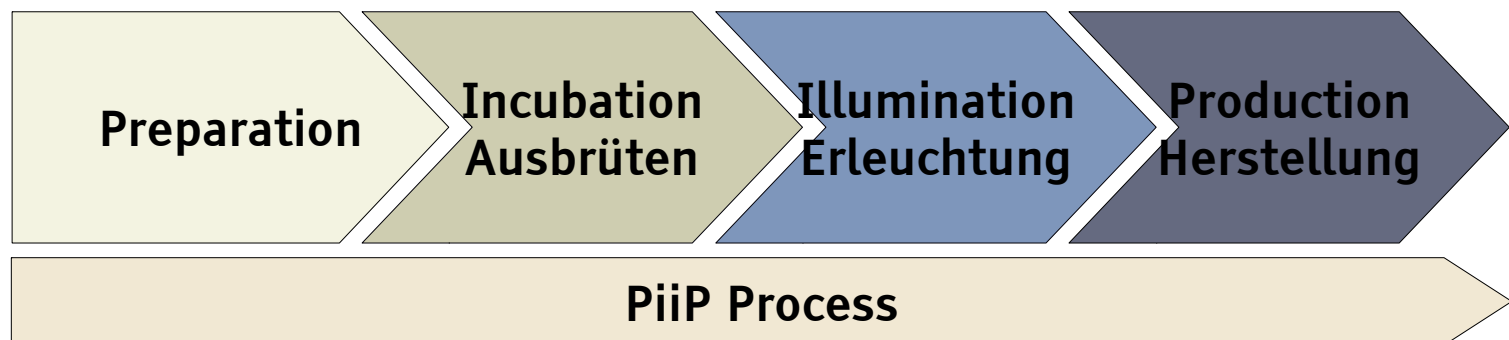 Preparation
Incubation
Ausbrüten
Illumination
Erleuchtung
Production
Herstellung
PiiP Process